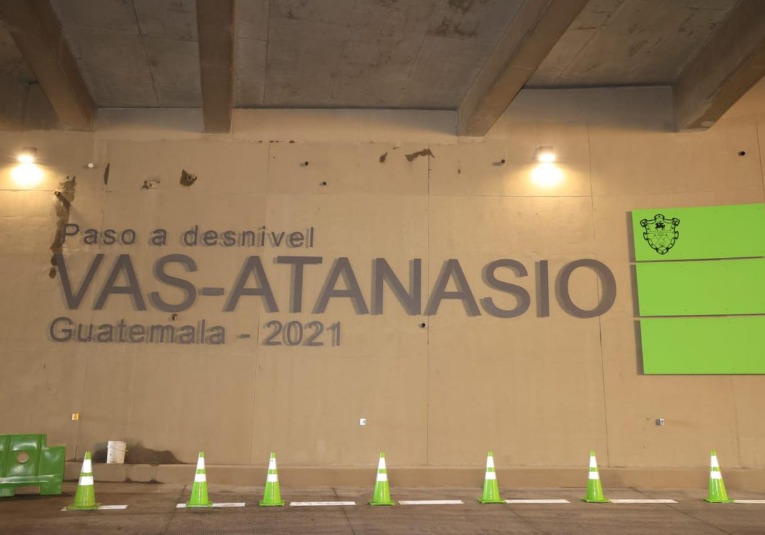 Paso a desnivel
VAS-ATANASIO
Guatemala - 2021